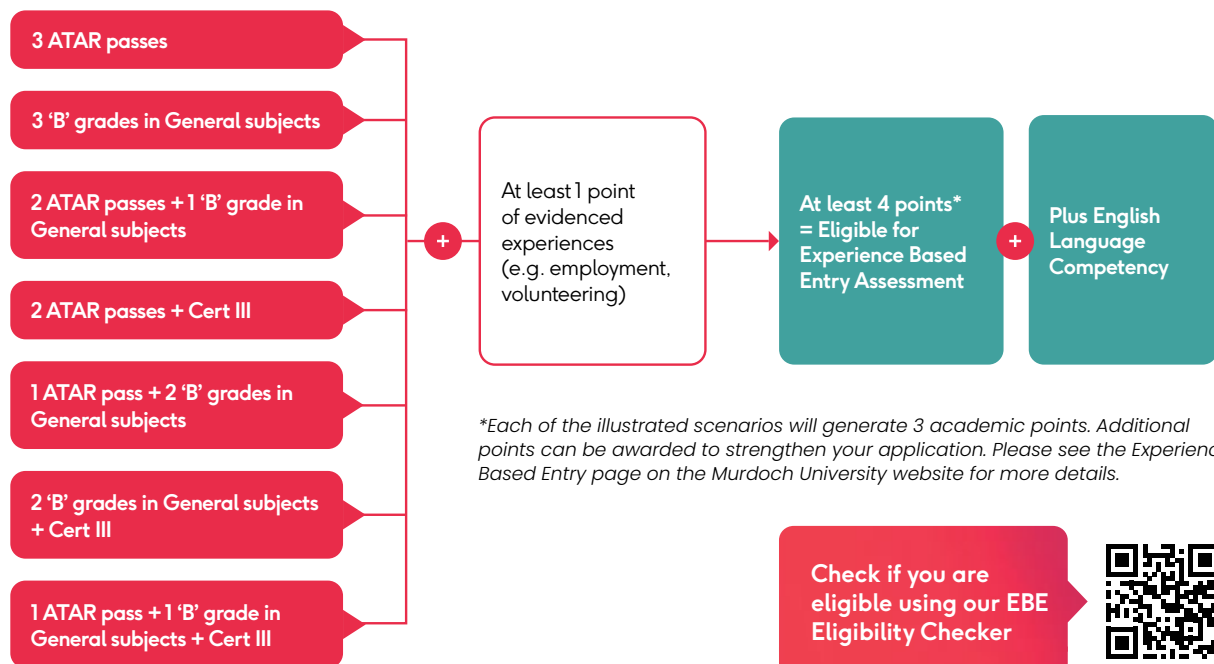 3 ATAR passes
3 ‘B’ grades in General subjects
2 ATAR passes + 1 ‘B’ grade in
General subjects
2 ATAR passes + Cert III
1 ATAR pass + 2 ‘B’ grades in
General subjects
2 ‘B’ grades in General subjects
+ Cert III
1 ATAR pass + 1 ‘B’ grade in
General subjects + Cert III
+
At least 1 point
of evidenced
experiences
(e.g. employment,
volunteering)
At least 4 points*
= Eligible for
Experience Based
Entry Assessment
+
Plus English
Language
Competency
*Each of the illustrated scenarios will generate 3 academic points. Additional
points can be awarded to strengthen your application. Please see the Experienc
Based Entry page on the Murdoch University website for more details.
Check if you are
eligible using our EBE
Eligibility Checker